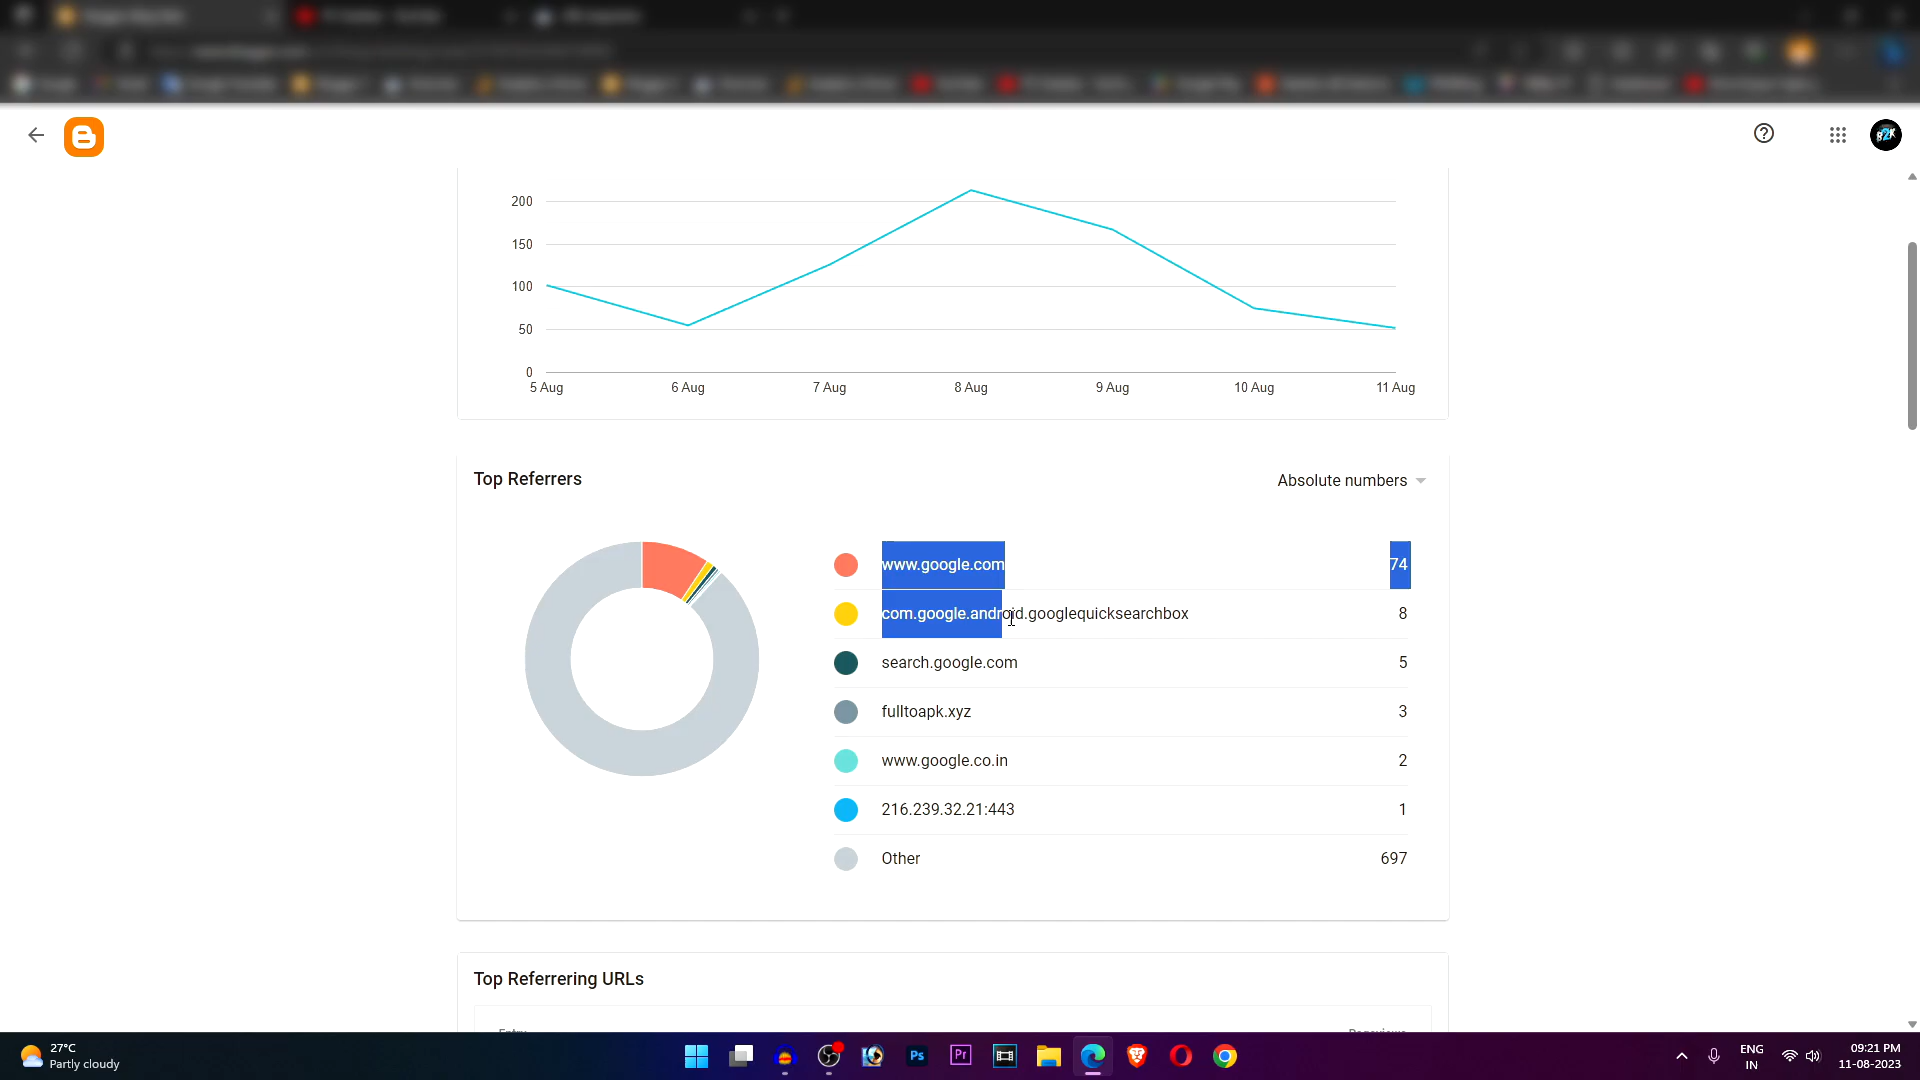 200
150
100
50
0
5 Aug 6 Aug 7 Aug 8 Aug 9 Aug 10 Aug 11 Aug
Top Referrers Absolute numbers
www.google.com 74
com.google.android.googlequicksearchbox 8
search.google.com 5
fulltoapk.xyz 3
www.google.co.in 2
216.239.32.21:443 1
Other 697
Top Referrering URLs
27°C
Partly cloudy
Ps
Pr
ENG
IN
09:21 PM
11-08-2023